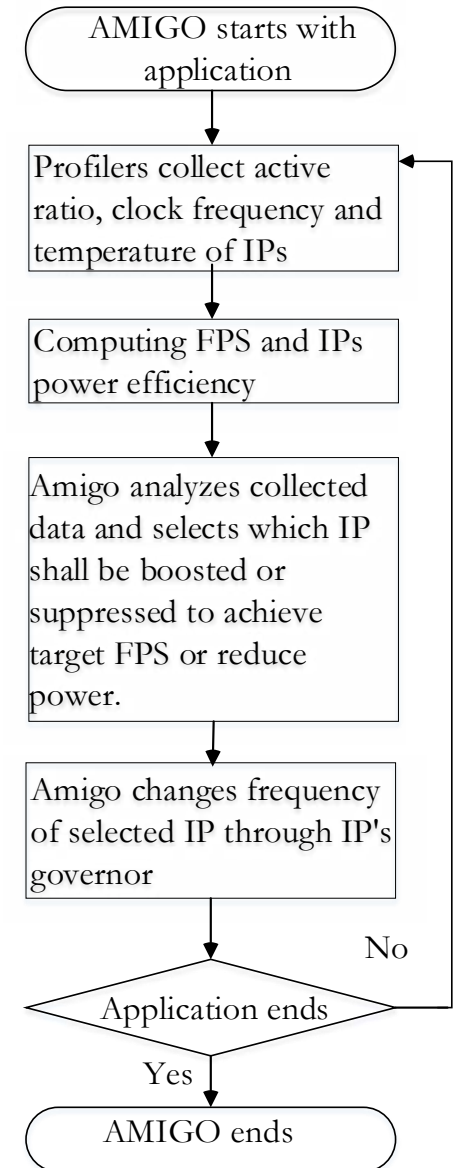 AMIGO starts with
application
Profilers collect active
ratio, clock frequency and
temperature of IPs
Computing FPS and IPs
power efficiency
Amigo analyzes collected
data and selects which IP
shall be boosted or
suppressed to achieve
target FPS or reduce
power.
Amigo changes frequency
of selected IP through IP's
governor
No
Application ends
Yes
AMIGO ends